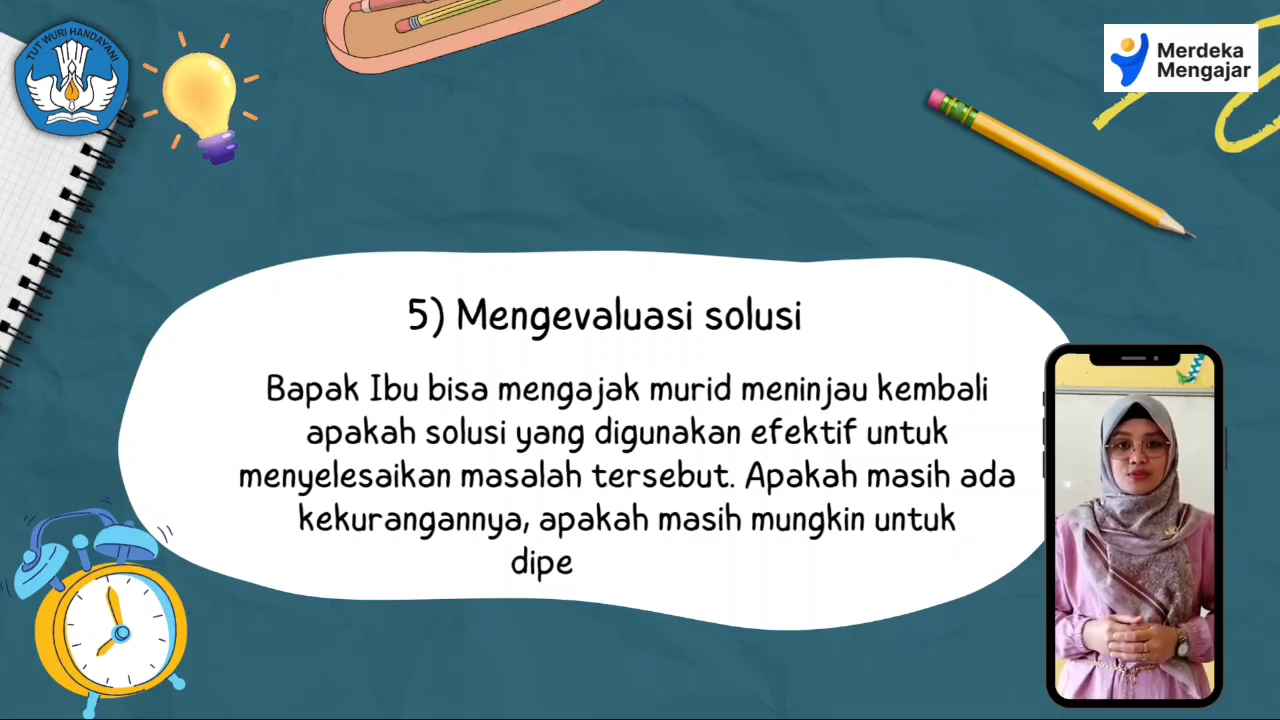 TUT WURI HANDAYANI
Merdeka
Mengajar
5) Mengevaluasi solusi
Bapak Ibu bisa mengajak murid meninjau kembali
apakah solusi yang digunakan efektif untuk
menyelesaikan masalah tersebut. Apakah masih ada
kekurangannya, apakah masih mungkin untuk
dipe